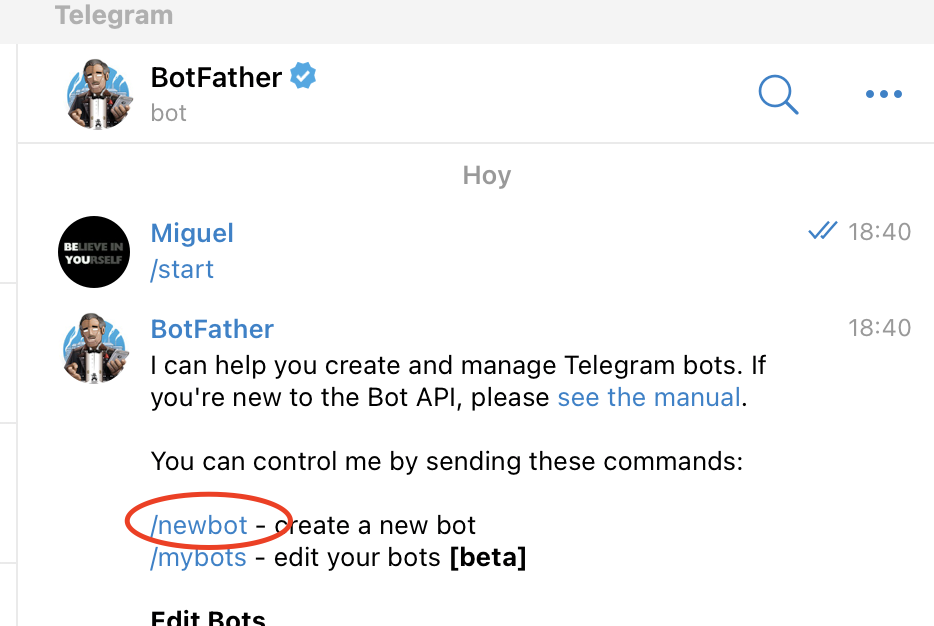 Telegram
BotFather
bot
Hoy
Miguel
18:40
/start
BELIEVE IN
YOURSELF
BotFather
18:40
I can help you create and manage Telegram bots. If
you're new to the Bot API, please see the manual.
You can control me by sending these commands:
/newbot - create a new bot
/mybots - edit your bots [beta]
Edit Bots